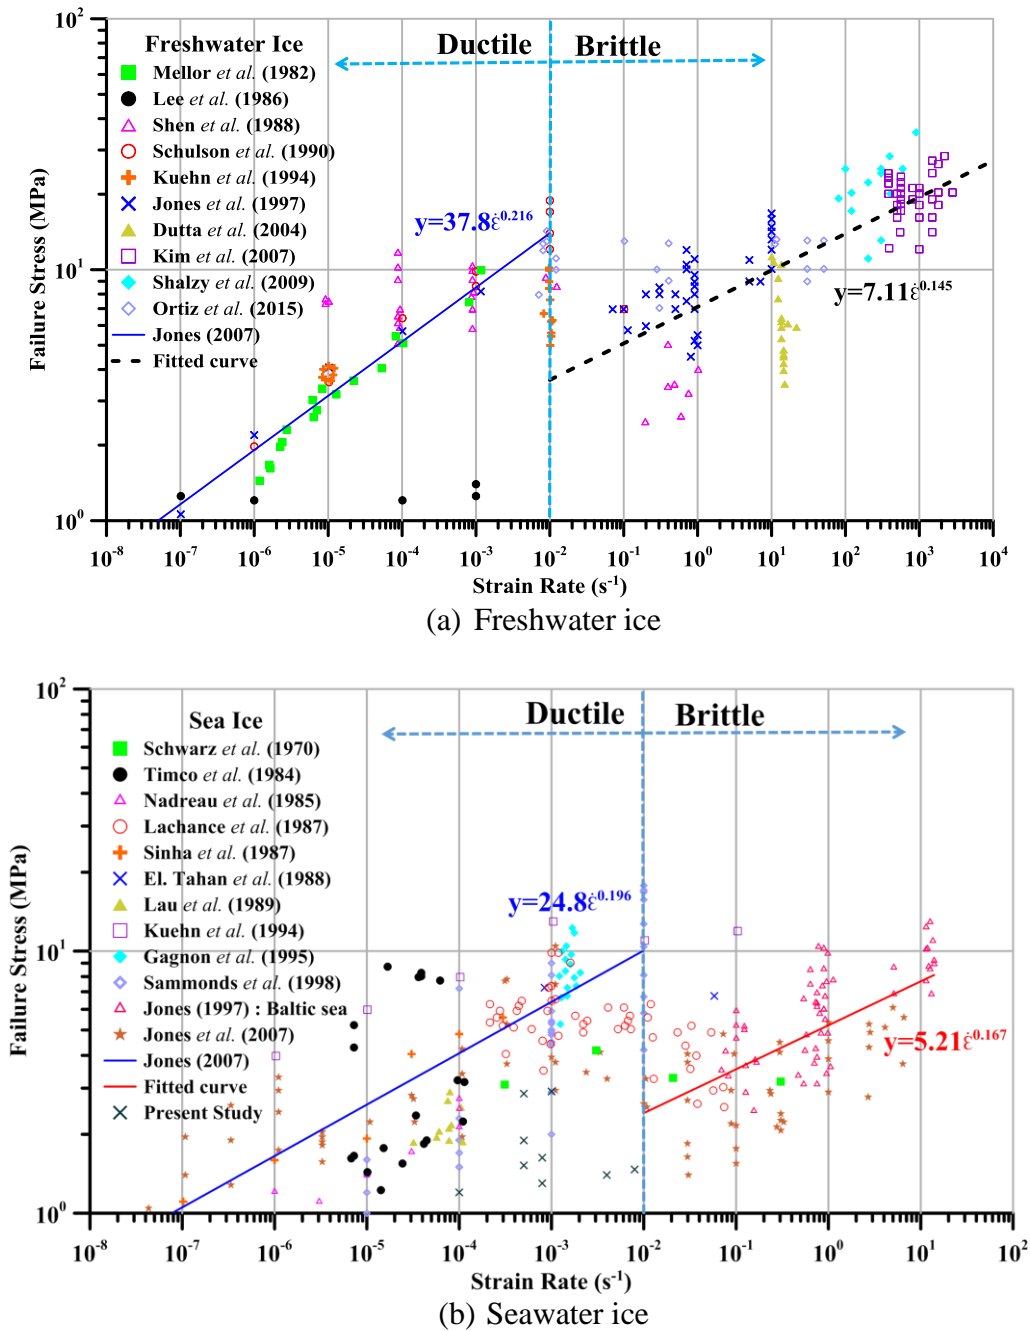 10²
Ductile Brittle
Freshwater Ice
Mellor et al. (1982)
Lee et al. (1986)
Shen et al. (1988)
Schulson et al. (1990)
Kuehn et al. (1994)
Jones et al. (1997)
Dutta et al. (2004)
Kim et al. (2007)
Shalzy et al. (2009)
Ortiz et al. (2015)
Jones (2007)
Fitted curve
y=37.8ε̇^0.216
y=7.11ε̇^0.145
Failure Stress (MPa)
10¹
10⁰
10⁻⁸ 10⁻⁷ 10⁻⁶ 10⁻⁵ 10⁻⁴ 10⁻³ 10⁻² 10⁻¹ 10⁰ 10¹ 10² 10³ 10⁴
Strain Rate (s⁻¹)
(a) Freshwater ice
10²
Ductile Brittle
Sea Ice
Schwarz et al. (1970)
Timco et al. (1984)
Nadreau et al. (1985)
Lachance et al. (1987)
Sinha et al. (1987)
El. Tahan et al. (1988)
Lau et al. (1989)
Kuehn et al. (1994)
Gagnon et al. (1995)
Sammonds et al. (1998)
Jones (1997) : Baltic sea
Jones et al. (2007)
Jones (2007)
Fitted curve
Present Study
y=24.8ε̇^0.196
y=5.21ε̇^0.167
Failure Stress (MPa)
10¹
10⁰
10⁻⁸ 10⁻⁷ 10⁻⁶ 10⁻⁵ 10⁻⁴ 10⁻³ 10⁻² 10⁻¹ 10⁰ 10¹ 10²
Strain Rate (s⁻¹)
(b) Seawater ice